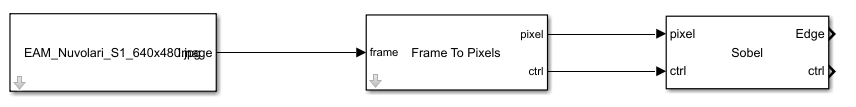 EAM_Nuvolari_S1_640x480.jpg
Image
frame
Frame To Pixels
pixel
ctrl
pixel
ctrl
Sobel
Edge
ctrl